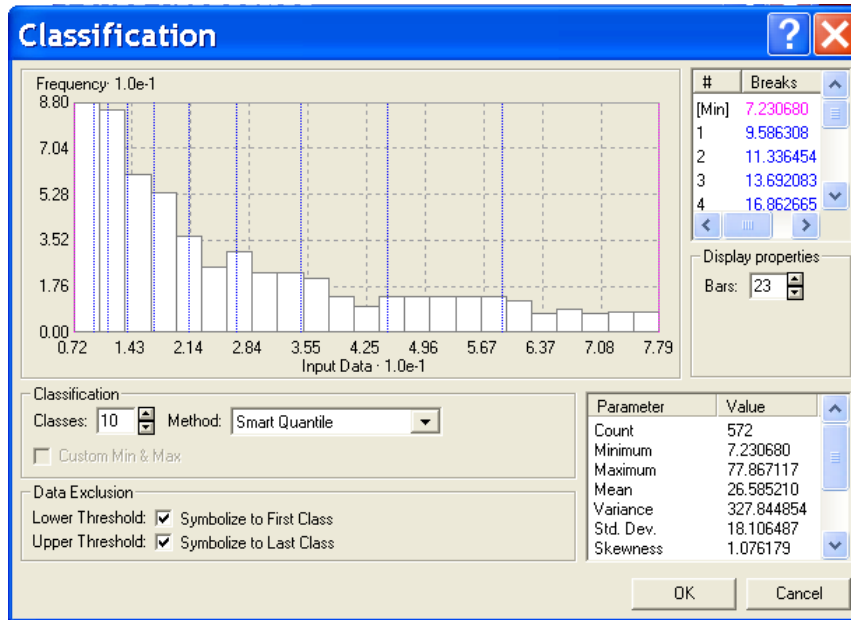 Classification
Frequency · 1.0e-1
8.80
7.04
5.28
3.52
1.76
0.00
0.72 1.43 2.14 2.84 3.55 4.25 4.96 5.67 6.37 7.08 7.79
Input Data · 1.0e-1
# Breaks
[Min] 7.230680
1 9.586308
2 11.336454
3 13.692083
4 16.862665
Display properties
Bars: 23
Classification
Classes: 10 Method: Smart Quantile
Custom Min & Max
Data Exclusion
Lower Threshold: Symbolize to First Class
Upper Threshold: Symbolize to Last Class
Parameter Value
Count 572
Minimum 7.230680
Maximum 77.867117
Mean 26.585210
Variance 327.844854
Std. Dev. 18.106487
Skewness 1.076179
OK Cancel